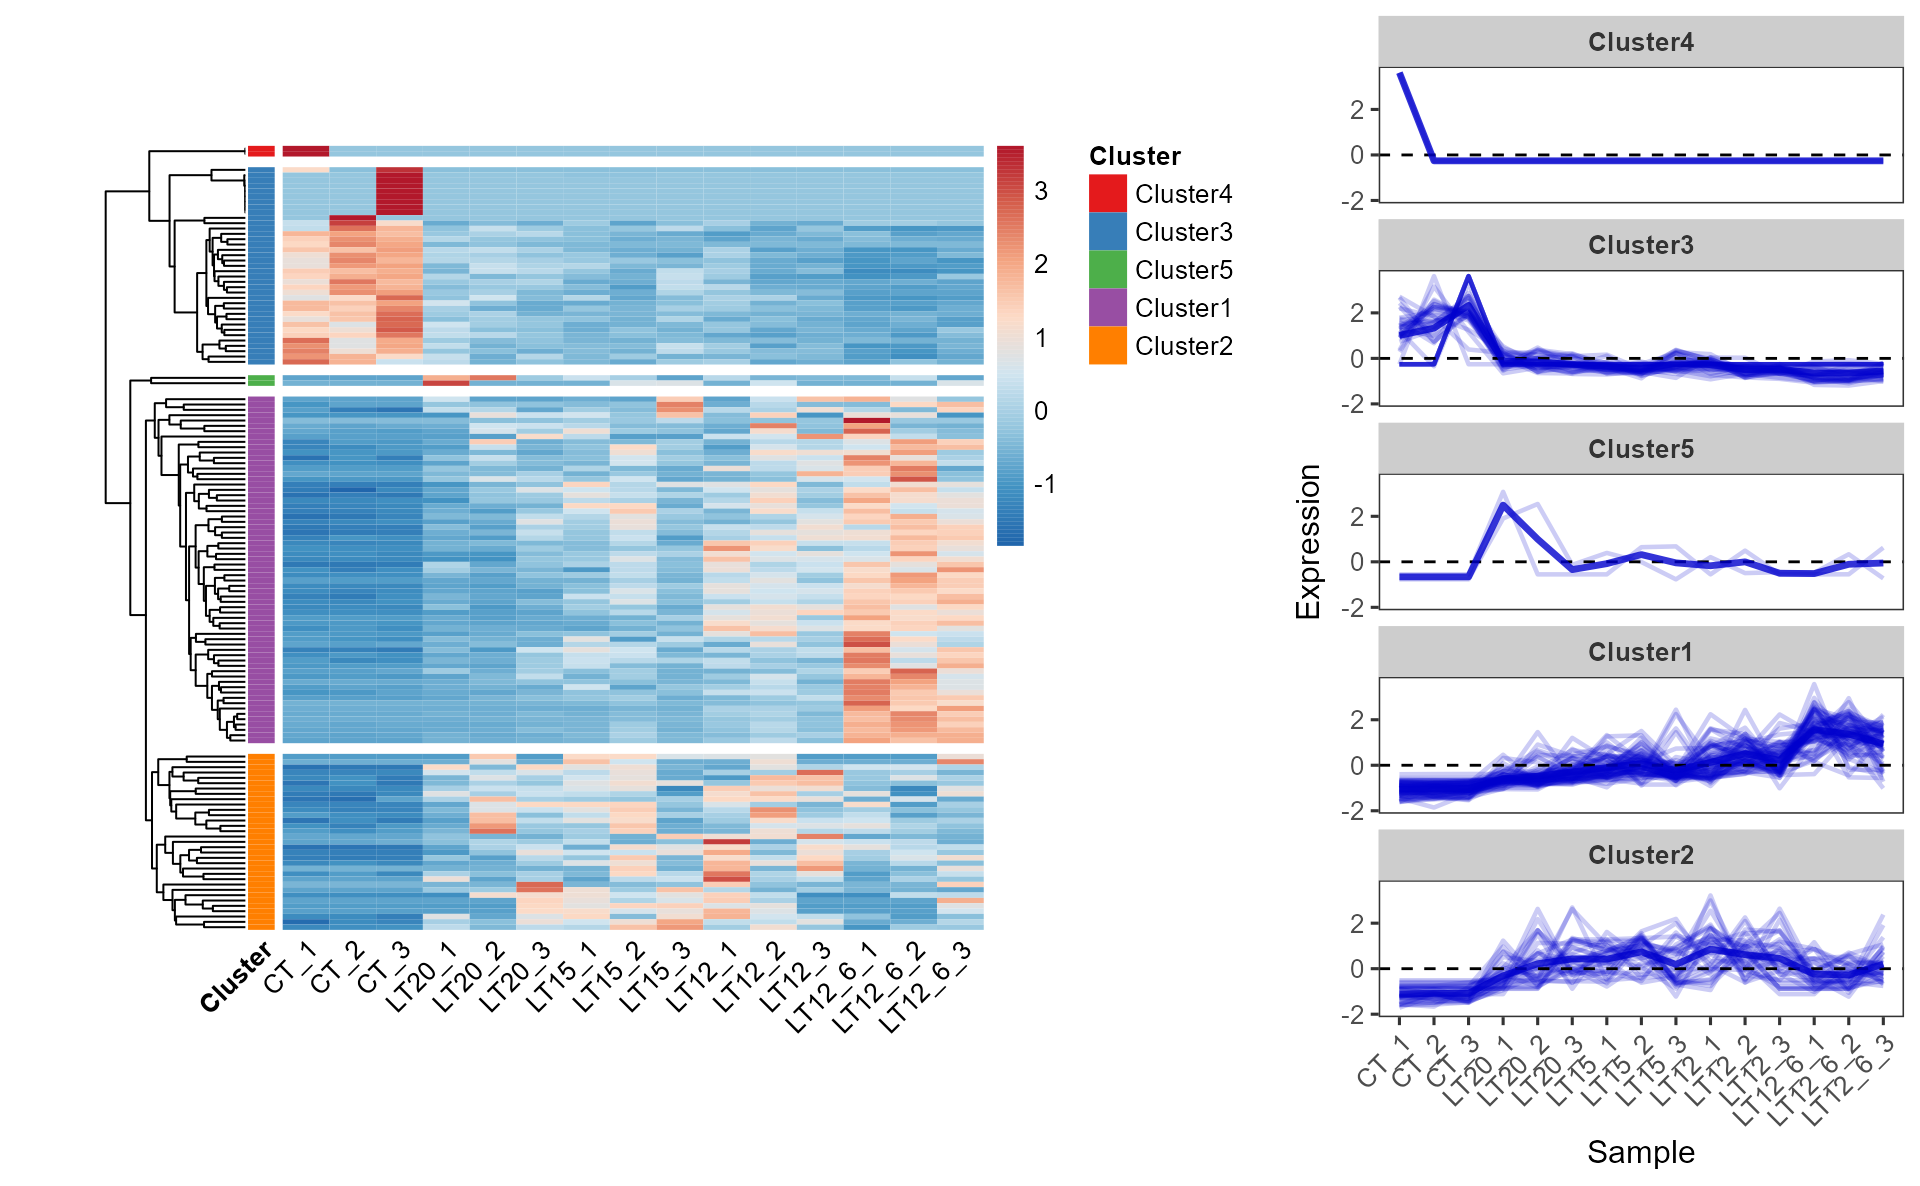 3
2
1
0
-1
Cluster
Cluster4
Cluster3
Cluster5
Cluster1
Cluster2
Cluster
CT_1
CT_2
CT_3
LT20_1
LT20_2
LT20_3
LT15_1
LT15_2
LT15_3
LT12_1
LT12_2
LT12_3
LT12_6_1
LT12_6_2
LT12_6_3
Expression
Cluster4
2
0
-2
Cluster3
2
0
-2
Cluster5
2
0
-2
Cluster1
2
0
-2
Cluster2
2
0
-2
CT_1
CT_2
CT_3
LT20_1
LT20_2
LT20_3
LT15_1
LT15_2
LT15_3
LT12_1
LT12_2
LT12_3
LT12_6_1
LT12_6_2
LT12_6_3
Sample